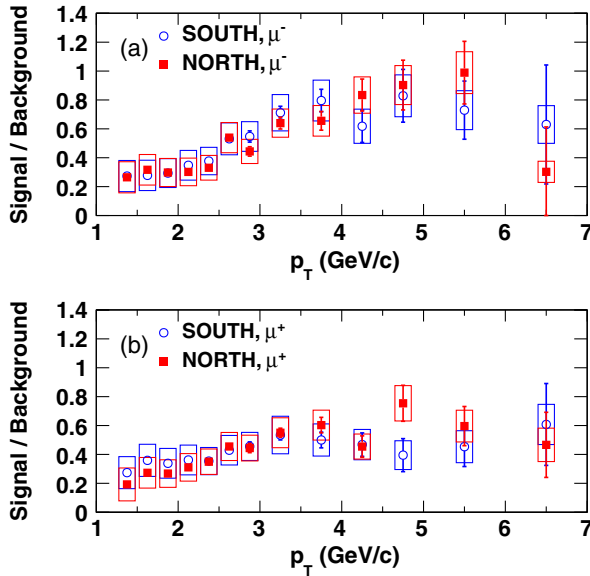 1.4
1.2
1
0.8
0.6
0.4
0.2
0
Signal / Background
(a)
SOUTH, μ⁻
NORTH, μ⁻
1 2 3 4 5 6 7
p_T (GeV/c)
1.4
1.2
1
0.8
0.6
0.4
0.2
0
Signal / Background
(b)
SOUTH, μ⁺
NORTH, μ⁺
1 2 3 4 5 6 7
p_T (GeV/c)